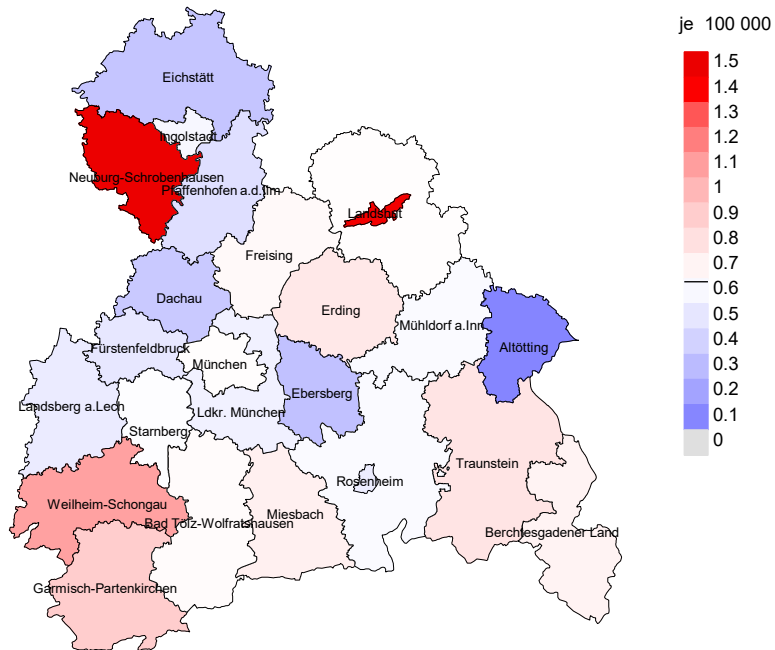 je 100 000
1.5
1.4
1.3
1.2
1.1
1
0.9
0.8
0.7
0.6
0.5
0.4
0.3
0.2
0.1
0
Eichstätt
Ingolstadt
Neuburg-Schrobenhausen
Pfaffenhofen a.d.Ilm
Landshut
Freising
Dachau
Erding
Mühldorf a.Inn
Altötting
Fürstenfeldbruck
München
Ebersberg
Landsberg a.Lech
Ldkr. München
Starnberg
Traunstein
Rosenheim
Weilheim-Schongau
Miesbach
Bad Tölz-Wolfratshausen
Berchtesgadener Land
Garmisch-Partenkirchen